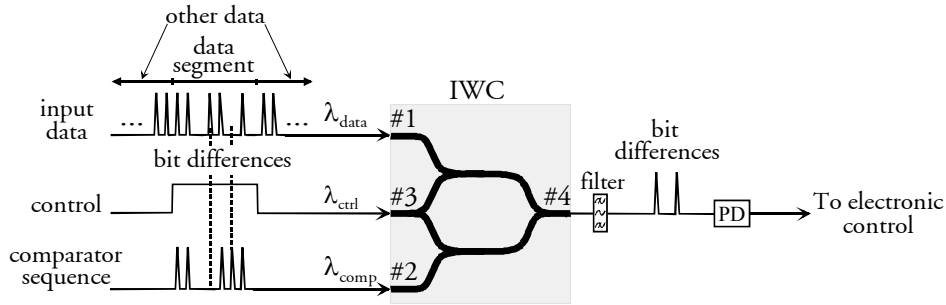 other data
data
segment
IWC
input
data
...
...
λdata
#1
bit
differences
bit differences
control
λctrl
#3
#4
filter
PD
To electronic
control
comparator
sequence
λcomp
#2